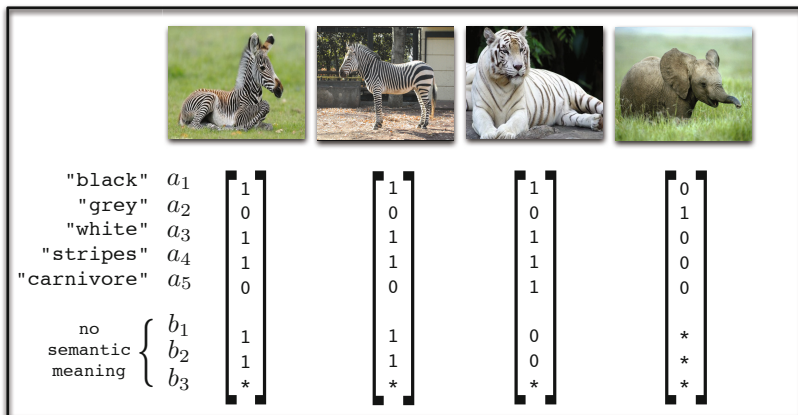 "black" a₁ 1 1 1 0
"grey" a₂ 0 0 0 1
"white" a₃ 1 1 1 0
"stripes" a₄ 1 1 1 0
"carnivore" a₅ 0 0 1 0
no semantic meaning
b₁ 1 1 0 *
b₂ 1 1 0 *
b₃ * * * *